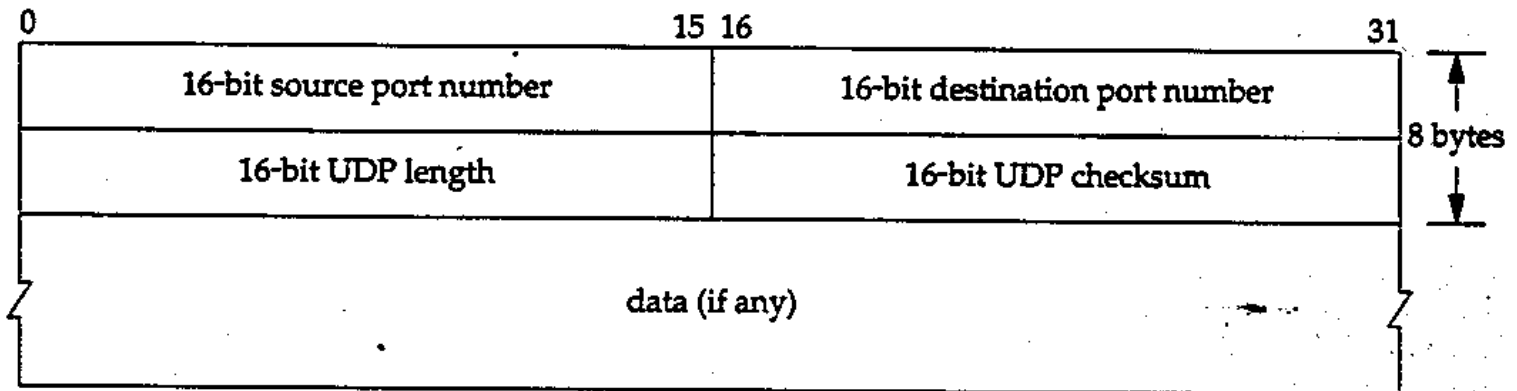 0 15 16 31
16-bit source port number 16-bit destination port number
8 bytes
16-bit UDP length 16-bit UDP checksum
data (if any)